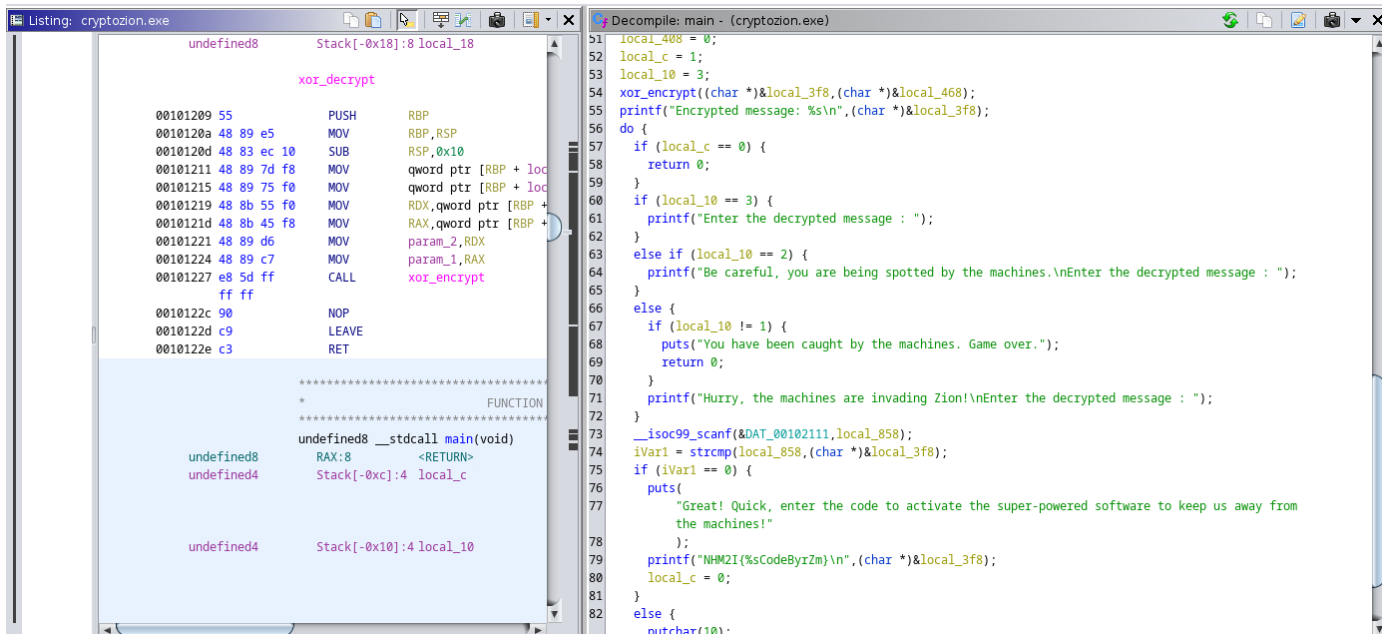 Listing: cryptozion.exe
undefined8 Stack[-0x18]:8 local_18
xor_decrypt
00101209 55 PUSH RBP
0010120a 48 89 e5 MOV RBP,RSP
0010120d 48 83 ec 10 SUB RSP,0x10
00101211 48 89 7d f8 MOV qword ptr [RBP + loc
00101215 48 89 75 f0 MOV qword ptr [RBP + loc
00101219 48 8b 55 f0 MOV RDX,qword ptr [RBP +
0010121d 48 8b 45 f8 MOV RAX,qword ptr [RBP +
00101221 48 89 d6 MOV param_2,RDX
00101224 48 89 c7 MOV param_1,RAX
00101227 e8 5d ff CALL xor_encrypt
ff ff
0010122c 90 NOP
0010122d c9 LEAVE
0010122e c3 RET
***********************************
* FUNCTION
***********************************
undefined8 __stdcall main(void)
undefined8 RAX:8 <RETURN>
undefined4 Stack[-0xc]:4 local_c
undefined4 Stack[-0x10]:4 local_10
Decompile: main - (cryptozion.exe)
51 local_408 = 0;
52 local_c = 1;
53 local_10 = 3;
54 xor_encrypt((char *)&local_3f8,(char *)&local_468);
55 printf("Encrypted message: %s\n",(char *)&local_3f8);
56 do {
57 if (local_c == 0) {
58 return 0;
59 }
60 if (local_10 == 3) {
61 printf("Enter the decrypted message : ");
62 }
63 else if (local_10 == 2) {
64 printf("Be careful, you are being spotted by the machines.\nEnter the decrypted message : ");
65 }
66 else {
67 if (local_10 != 1) {
68 puts("You have been caught by the machines. Game over.");
69 return 0;
70 }
71 printf("Hurry, the machines are invading Zion!\nEnter the decrypted message : ");
72 }
73 __isoc99_scanf(&DAT_00102111,local_858);
74 iVar1 = strcmp(local_858,(char *)&local_3f8);
75 if (iVar1 == 0) {
76 puts(
77 "Great! Quick, enter the code to activate the super-powered software to keep us away from
the machines!"
78 );
79 printf("NHM2I{%sCodeByrZm}\n",(char *)&local_3f8);
80 local_c = 0;
81 }
82 else {
putchar(10);